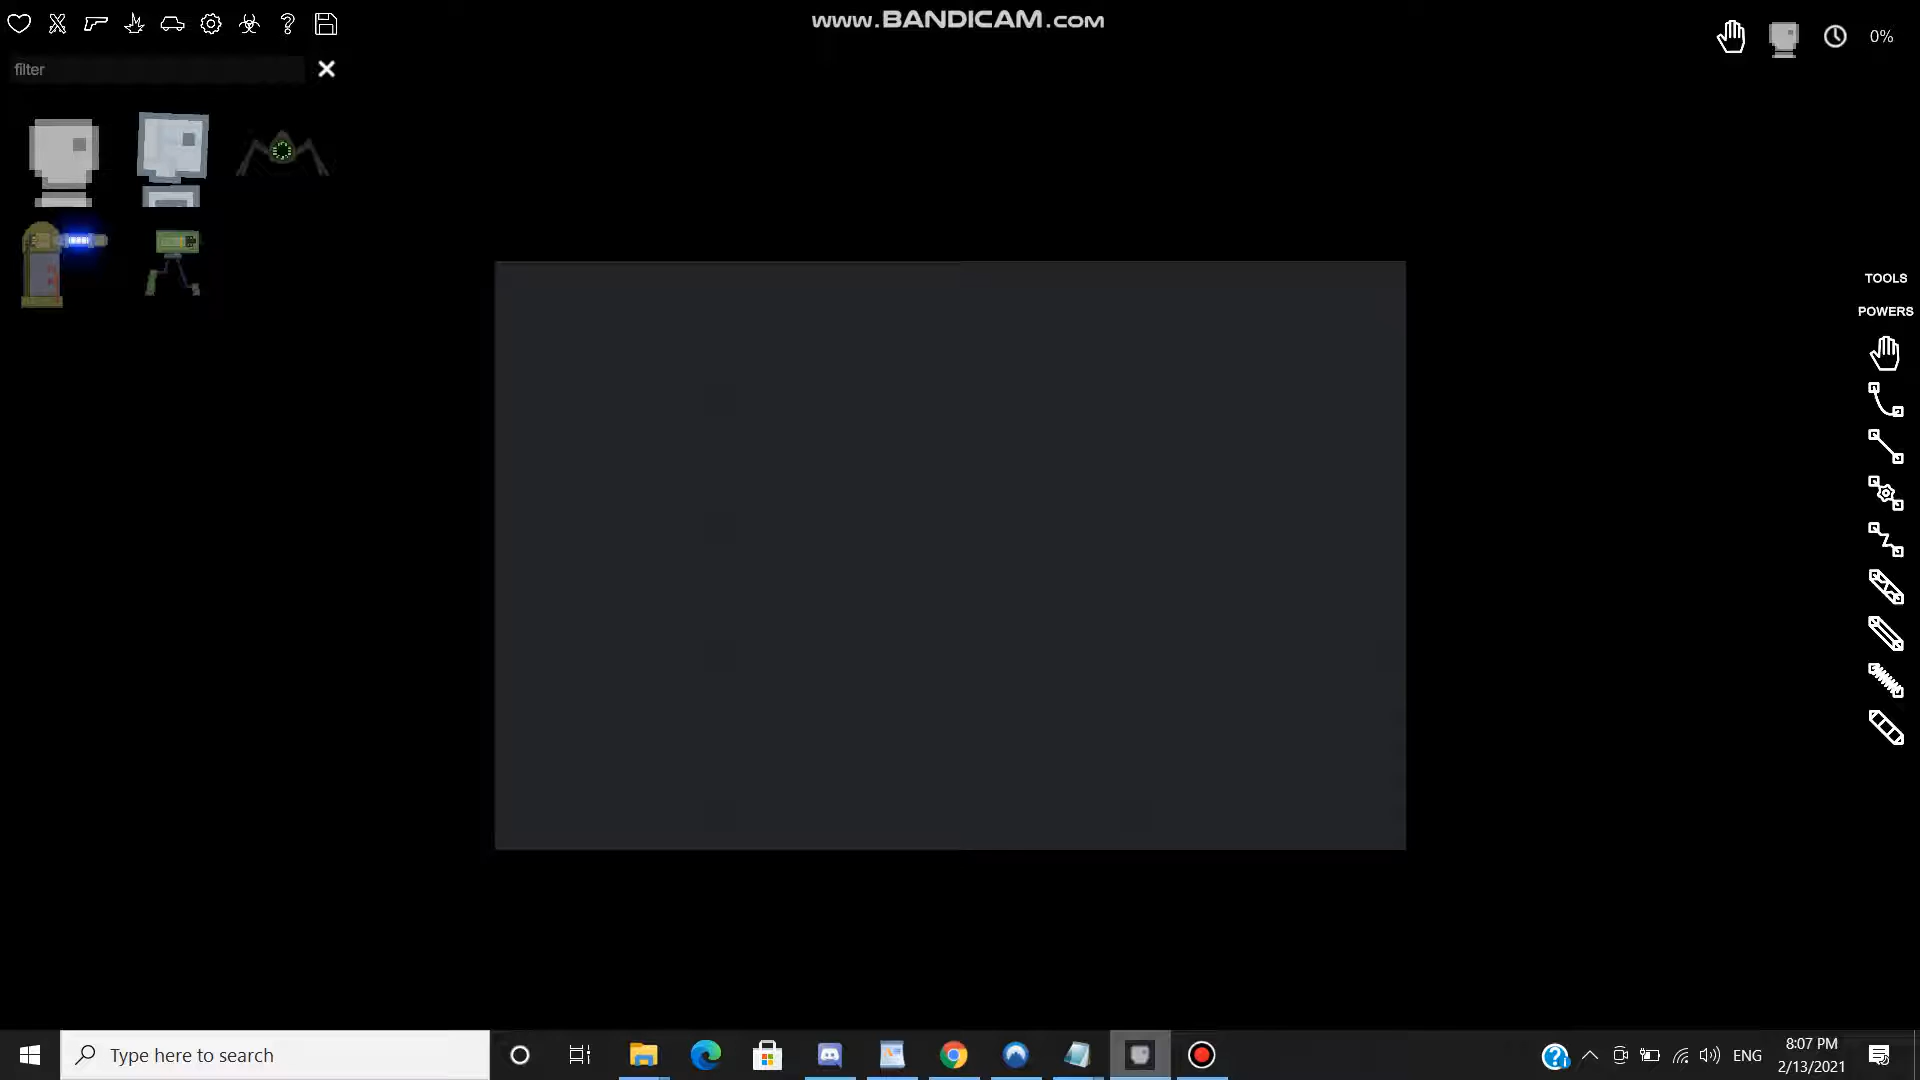 www.BANDICAM.com
0%
filter
TOOLS
POWERS
Type here to search
ENG
8:07 PM
2/13/2021